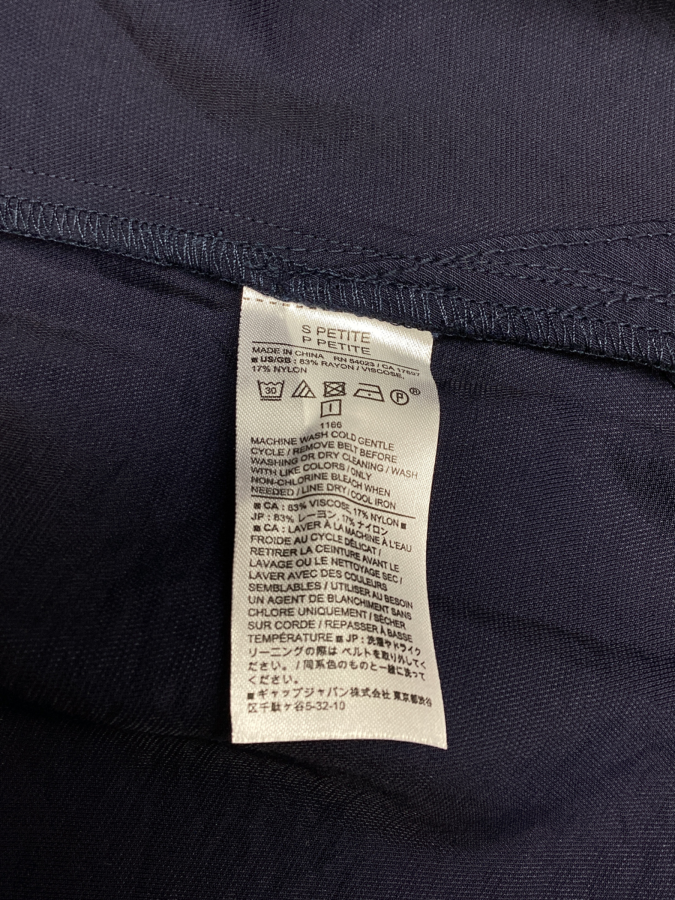 S PETITE
P PETITE
MADE IN CHINA RN 54023 / CA 17897
■ US/GB : 83% RAYON / VISCOSE,
17% NYLON
30 P
1166
MACHINE WASH COLD GENTLE
CYCLE / REMOVE BELT BEFORE
WASHING OR DRY CLEANING / WASH
WITH LIKE COLORS / ONLY
NON-CHLORINE BLEACH WHEN
NEEDED / LINE DRY / COOL IRON
■ CA : 83% VISCOSE, 17% NYLON ■
JP : 83% レーヨン, 17% ナイロン
■ CA : LAVER À LA MACHINE À L'EAU
FROIDE AU CYCLE DÉLICAT /
RETIRER LA CEINTURE AVANT LE
LAVAGE OU LE NETTOYAGE SEC /
LAVER AVEC DES COULEURS
SEMBLABLES / UTILISER AU BESOIN
UN AGENT DE BLANCHIMENT SANS
CHLORE UNIQUEMENT / SÉCHER
SUR CORDE / REPASSER À BASSE
TEMPÉRATURE ■ JP : 洗濯やドライク
リーニングの際は ベルトを取り外してく
ださい。/ 同系色のものと一緒に洗って
ください。
■ ギャップジャパン株式会社 東京都渋谷
区千駄ヶ谷5-32-10